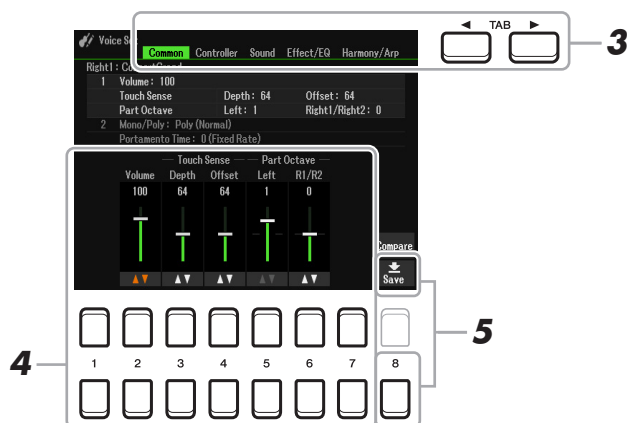 ◄ TAB ►
3
Voice Se
Common Controller Sound Effect/EQ Harmony/Arp
Right1 :
1 Volume: 100
Touch Sense Depth: 64 Offset: 64
Part Octave Left: 1 Right1/Right2: 0
2 Mono/Poly: Poly (Normal)
Portamento Time: 0 (Fixed Rate)
Touch Sense Part Octave
Volume Depth Offset Left R1/R2
100 64 64 1 0
Compare
Save
5
4
1 2 3 4 5 6 7 8